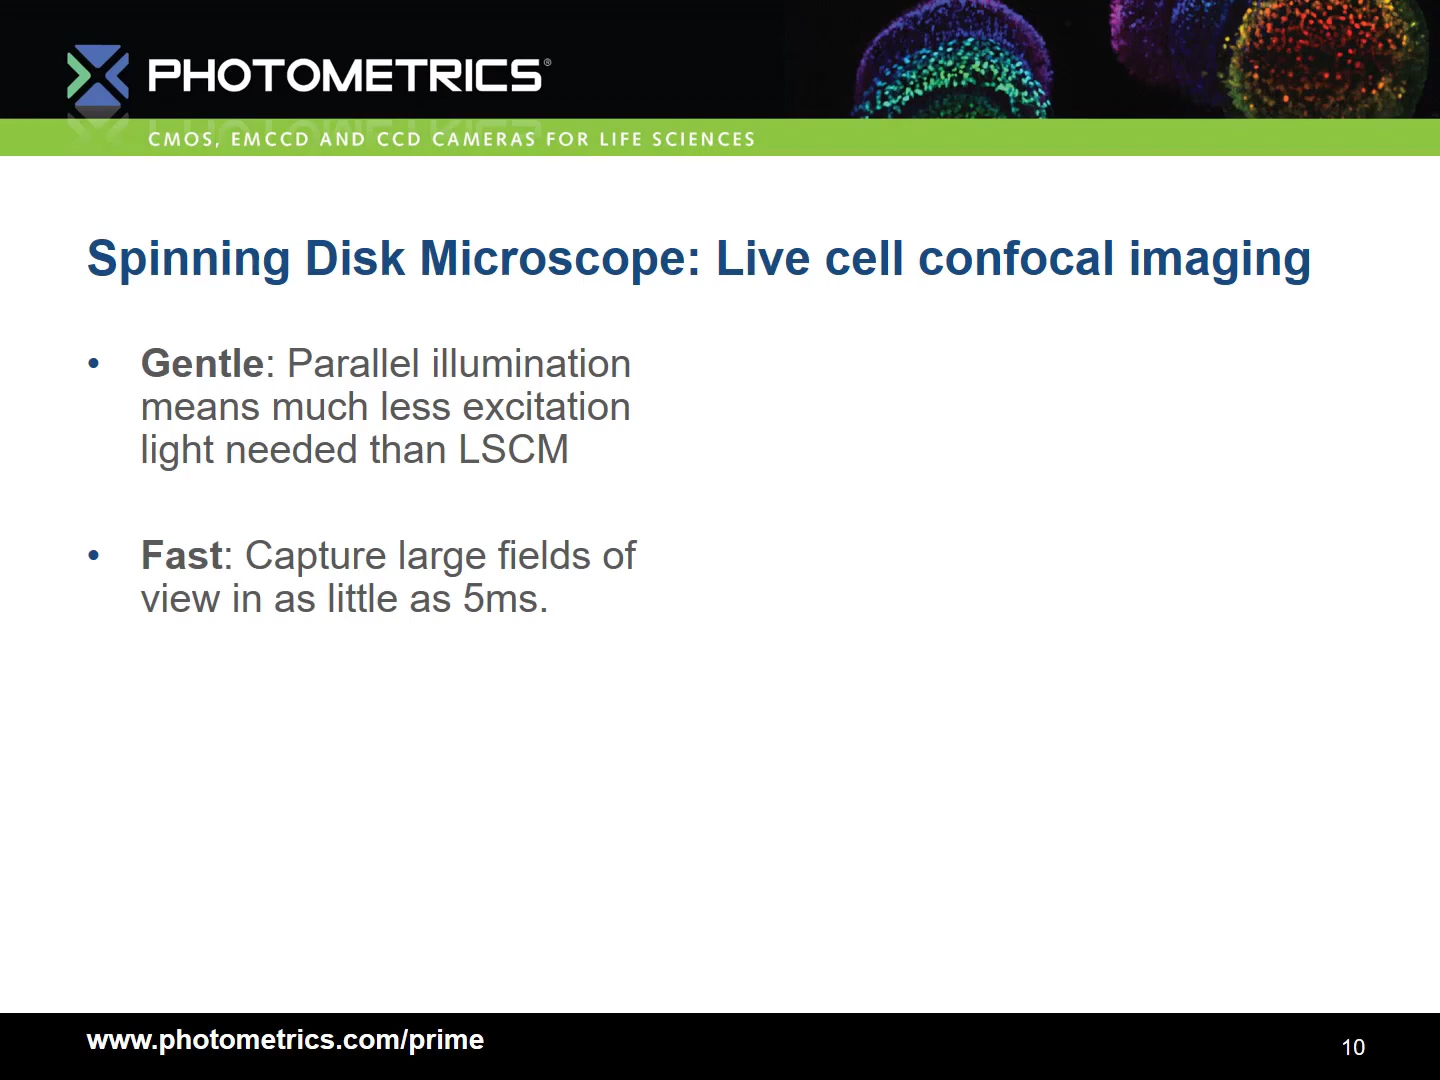 PHOTOMETRICS®
CMOS, EMCCD AND CCD CAMERAS FOR LIFE SCIENCES
Spinning Disk Microscope: Live cell confocal imaging
• Gentle: Parallel illumination
means much less excitation
light needed than LSCM
• Fast: Capture large fields of
view in as little as 5ms.
www.photometrics.com/prime
10